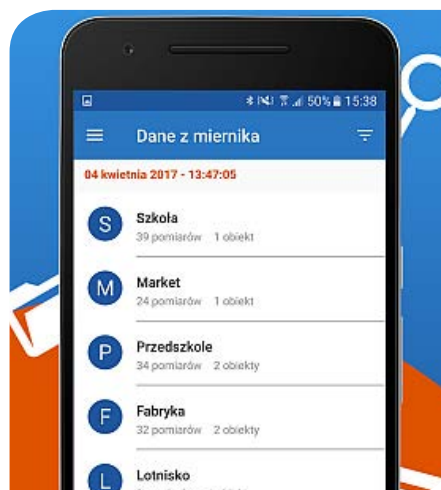 50% 15:38
Dane z miernika
04 kwietnia 2017 - 13:47:05
S
Szkoła
39 pomiarów 1 obiekt
M
Market
24 pomiarów 1 obiekt
P
Przedszkole
34 pomiarów 2 obiekty
F
Fabryka
32 pomiarów 2 obiekty
L
Lotnisko